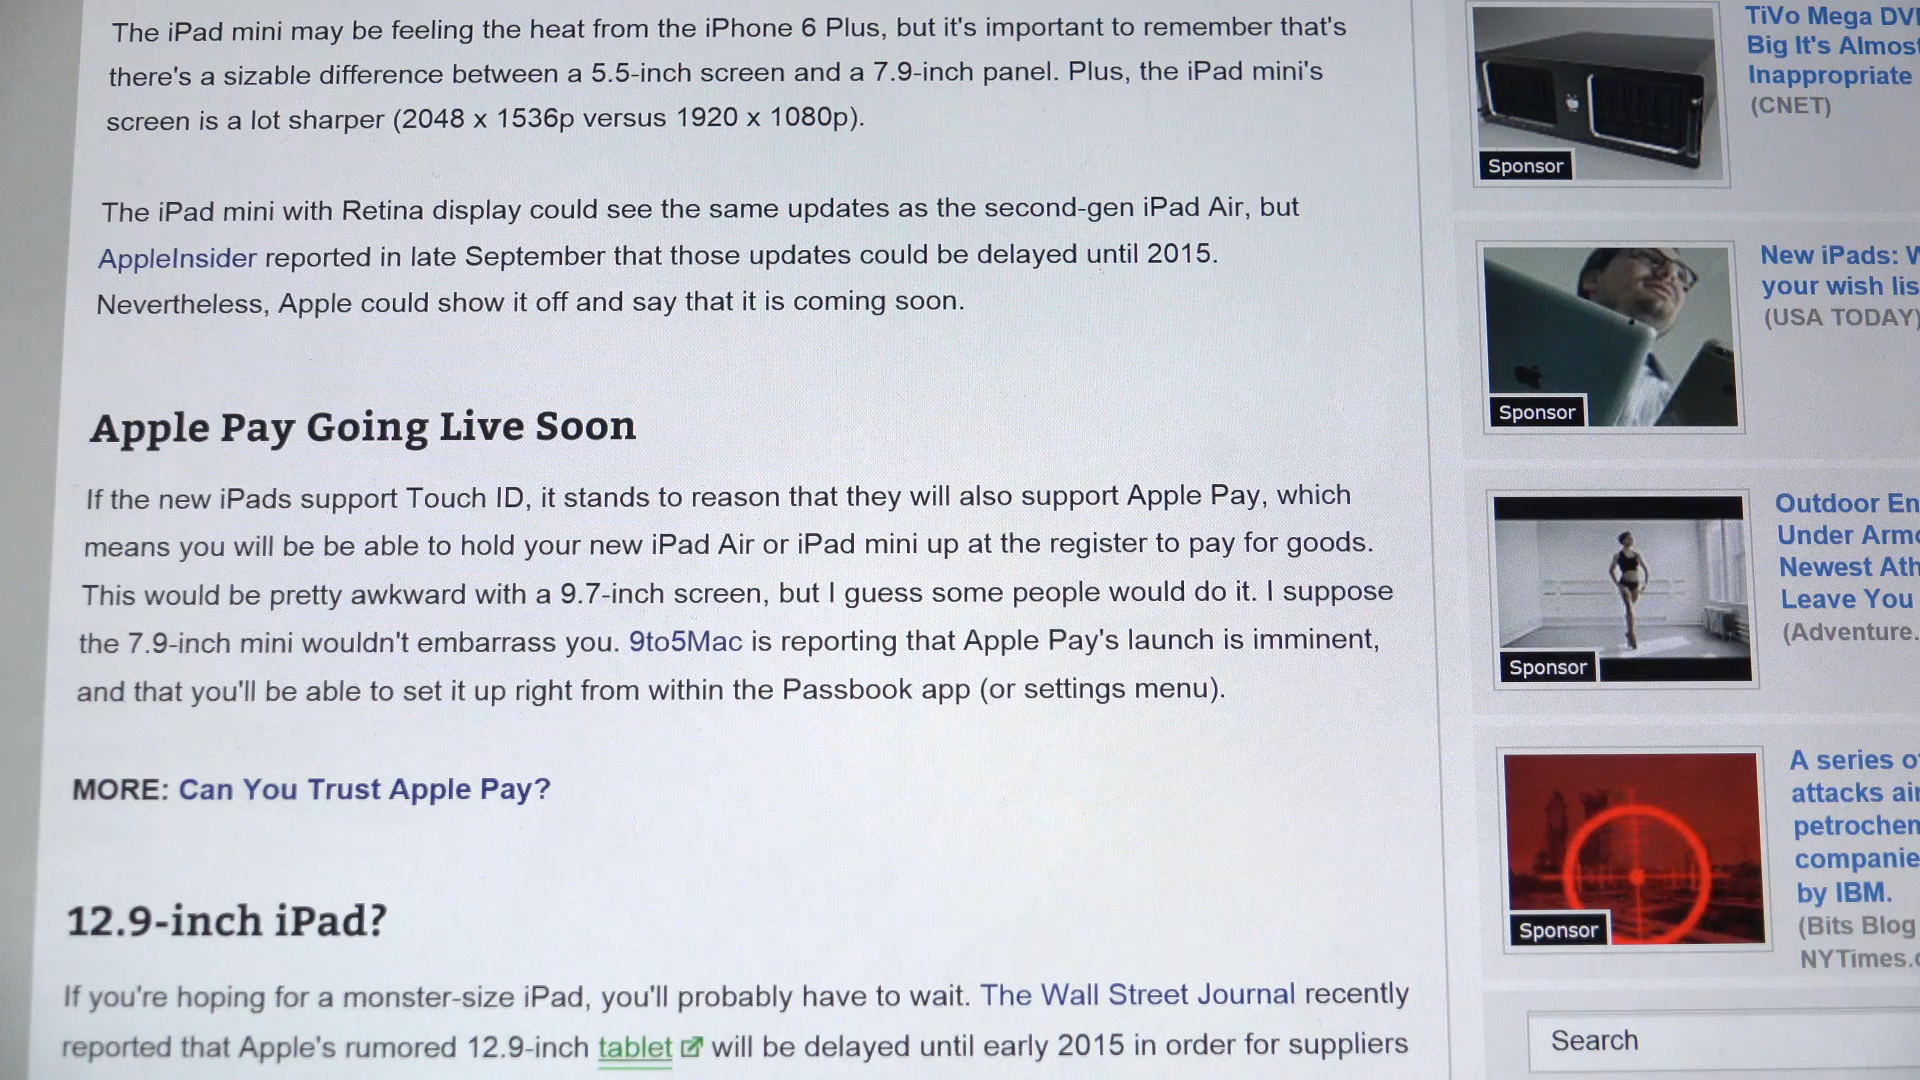 The iPad mini may be feeling the heat from the iPhone 6 Plus, but it's important to remember that's
there's a sizable difference between a 5.5-inch screen and a 7.9-inch panel. Plus, the iPad mini's
screen is a lot sharper (2048 x 1536p versus 1920 x 1080p).
The iPad mini with Retina display could see the same updates as the second-gen iPad Air, but
AppleInsider reported in late September that those updates could be delayed until 2015.
Nevertheless, Apple could show it off and say that it is coming soon.
Apple Pay Going Live Soon
If the new iPads support Touch ID, it stands to reason that they will also support Apple Pay, which
means you will be be able to hold your new iPad Air or iPad mini up at the register to pay for goods.
This would be pretty awkward with a 9.7-inch screen, but I guess some people would do it. I suppose
the 7.9-inch mini wouldn't embarrass you. 9to5Mac is reporting that Apple Pay's launch is imminent,
and that you'll be able to set it up right from within the Passbook app (or settings menu).
MORE: Can You Trust Apple Pay?
12.9-inch iPad?
If you're hoping for a monster-size iPad, you'll probably have to wait. The Wall Street Journal recently
reported that Apple's rumored 12.9-inch tablet will be delayed until early 2015 in order for suppliers
TiVo Mega
Big It's
Inappropriate
(CNET)
Sponsor
New iPads:
your wish
(USA TODAY)
Sponsor
Outdoor
Under
Newest
Leave You
(Adventure.
Sponsor
A series
attacks
by IBM.
(Bits Blog
NYTimes.
Sponsor
Search